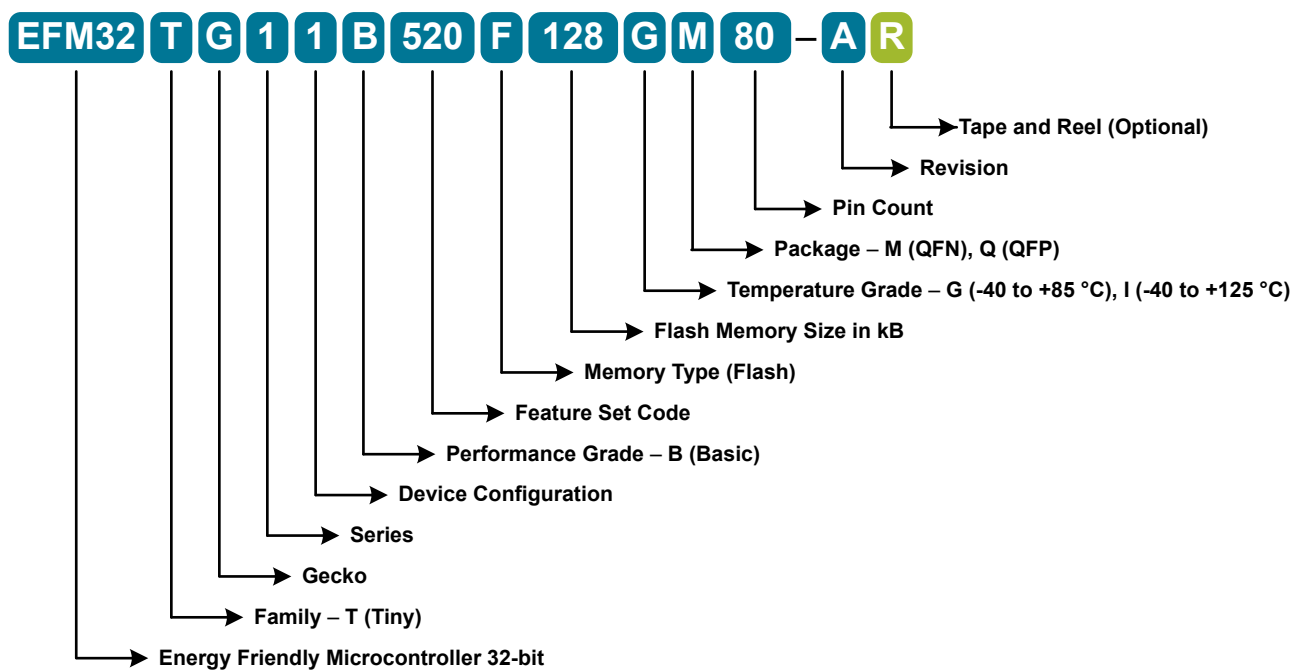 EFM32 T G 1 1 B 520 F 128 G M 80 – A R
Tape and Reel (Optional)
Revision
Pin Count
Package – M (QFN), Q (QFP)
Temperature Grade – G (-40 to +85 °C), I (-40 to +125 °C)
Flash Memory Size in kB
Memory Type (Flash)
Feature Set Code
Performance Grade – B (Basic)
Device Configuration
Series
Gecko
Family – T (Tiny)
Energy Friendly Microcontroller 32-bit